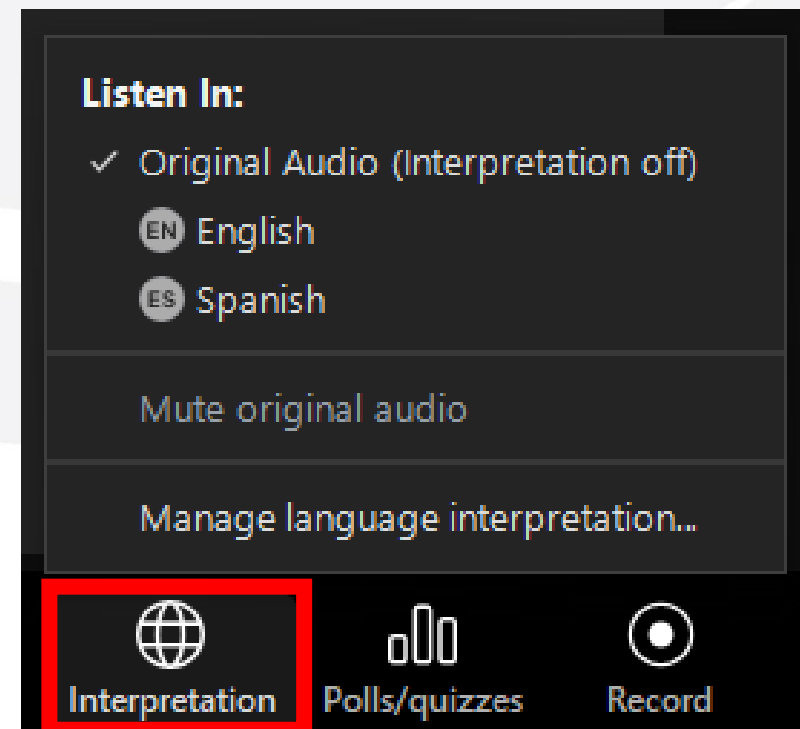 Listen In:
Original Audio (Interpretation off)
EN English
ES Spanish
Mute original audio
Manage language interpretation...
Interpretation Polls/quizzes Record